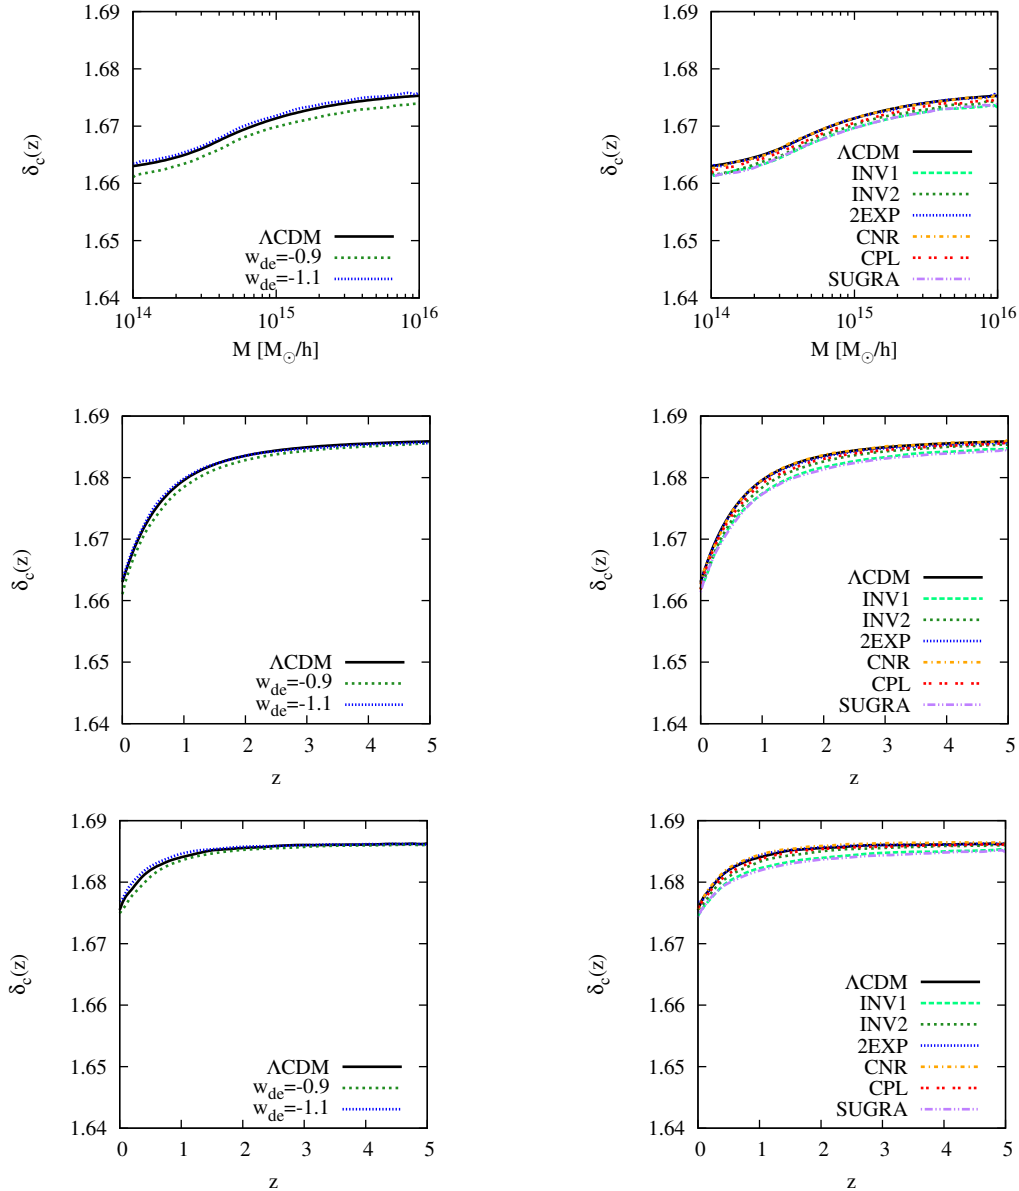 1.69
1.68
1.67
1.66
1.65
1.64
δc(z)
ΛCDM
wde=-0.9
wde=-1.1
10^14 10^15 10^16
M [M⊙/h]
1.69
1.68
1.67
1.66
1.65
1.64
δc(z)
ΛCDM
INV1
INV2
2EXP
CNR
CPL
SUGRA
10^14 10^15 10^16
M [M⊙/h]
1.69
1.68
1.67
1.66
1.65
1.64
δc(z)
ΛCDM
wde=-0.9
wde=-1.1
0 1 2 3 4 5
z
1.69
1.68
1.67
1.66
1.65
1.64
δc(z)
ΛCDM
INV1
INV2
2EXP
CNR
CPL
SUGRA
0 1 2 3 4 5
z
1.69
1.68
1.67
1.66
1.65
1.64
δc(z)
ΛCDM
wde=-0.9
wde=-1.1
0 1 2 3 4 5
z
1.69
1.68
1.67
1.66
1.65
1.64
δc(z)
ΛCDM
INV1
INV2
2EXP
CNR
CPL
SUGRA
0 1 2 3 4 5
z